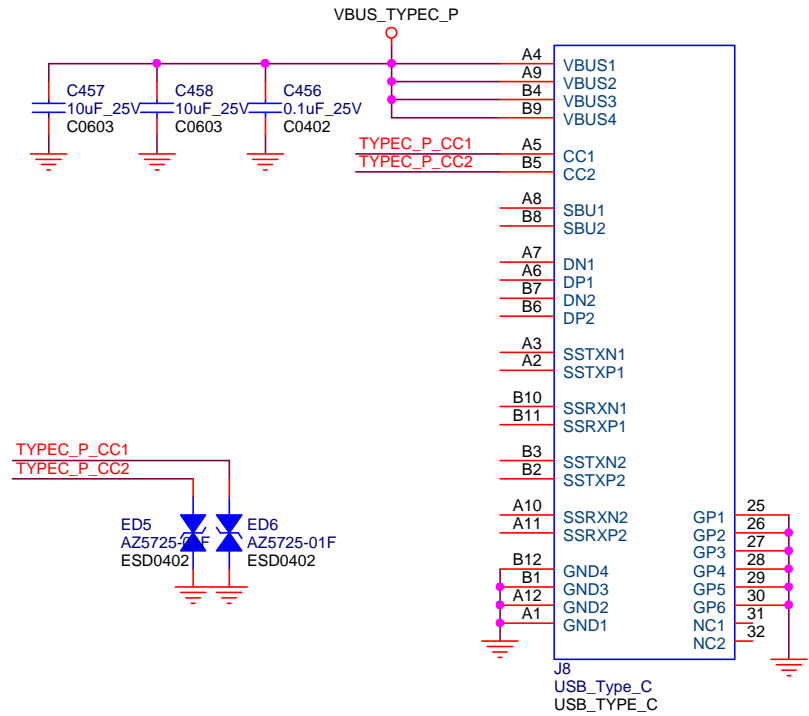 VBUS_TYPEC_P
C457
10uF_25V
C0603
C458
10uF_25V
C0603
C456
0.1uF_25V
C0402
A4 VBUS1
A9 VBUS2
B4 VBUS3
B9 VBUS4
TYPEC_P_CC1 A5 CC1
TYPEC_P_CC2 B5 CC2
A8 SBU1
B8 SBU2
A7 DN1
A6 DP1
B7 DN2
B6 DP2
A3 SSTXN1
A2 SSTXP1
B10 SSRXN1
B11 SSRXP1
B3 SSTXN2
B2 SSTXP2
A10 SSRXN2
A11 SSRXP2
B12 GND4
B1 GND3
A12 GND2
A1 GND1
GP1 25
GP2 26
GP3 27
GP4 28
GP5 29
GP6 30
NC1 31
NC2 32
J8
USB_Type_C
USB_TYPE_C
TYPEC_P_CC1
TYPEC_P_CC2
ED5
AZ5725-01F
ESD0402
ED6
AZ5725-01F
ESD0402